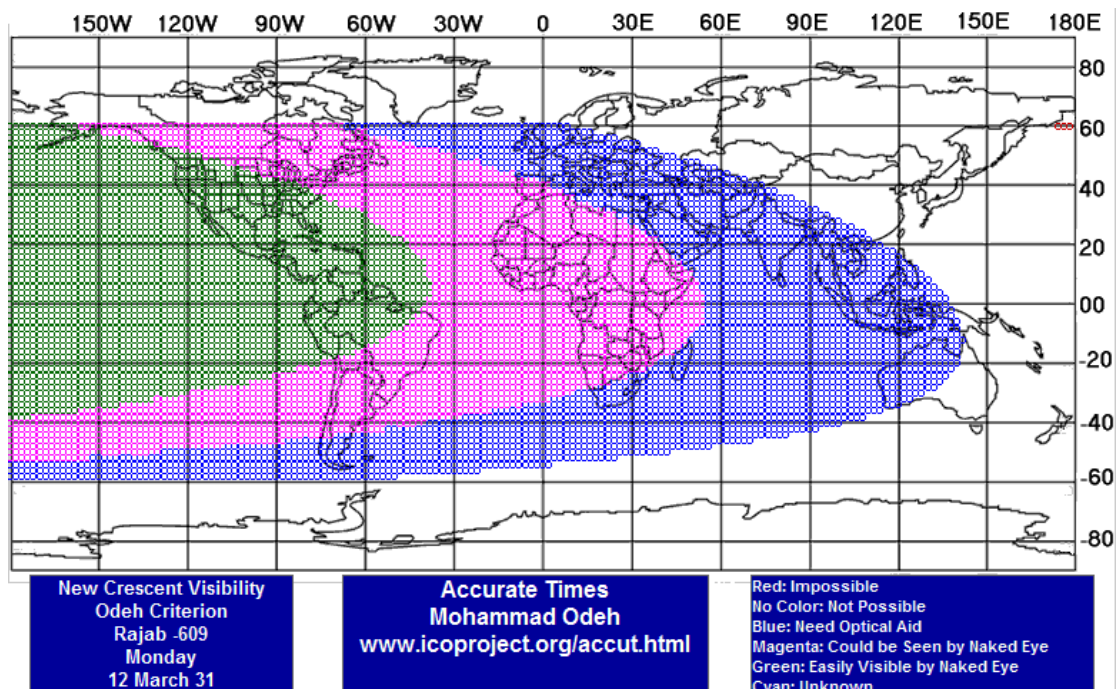 150W 120W 90W 60W 30W 0 30E 60E 90E 120E 150E 180E
80
60
40
20
00
-20
-40
-60
-80
New Crescent Visibility
Odeh Criterion
Rajab -609
Monday
12 March 31
Accurate Times
Mohammad Odeh
www.icoproject.org/accut.html
Red: Impossible
No Color: Not Possible
Blue: Need Optical Aid
Magenta: Could be Seen by Naked Eye
Green: Easily Visible by Naked Eye
Cyan: Unknown